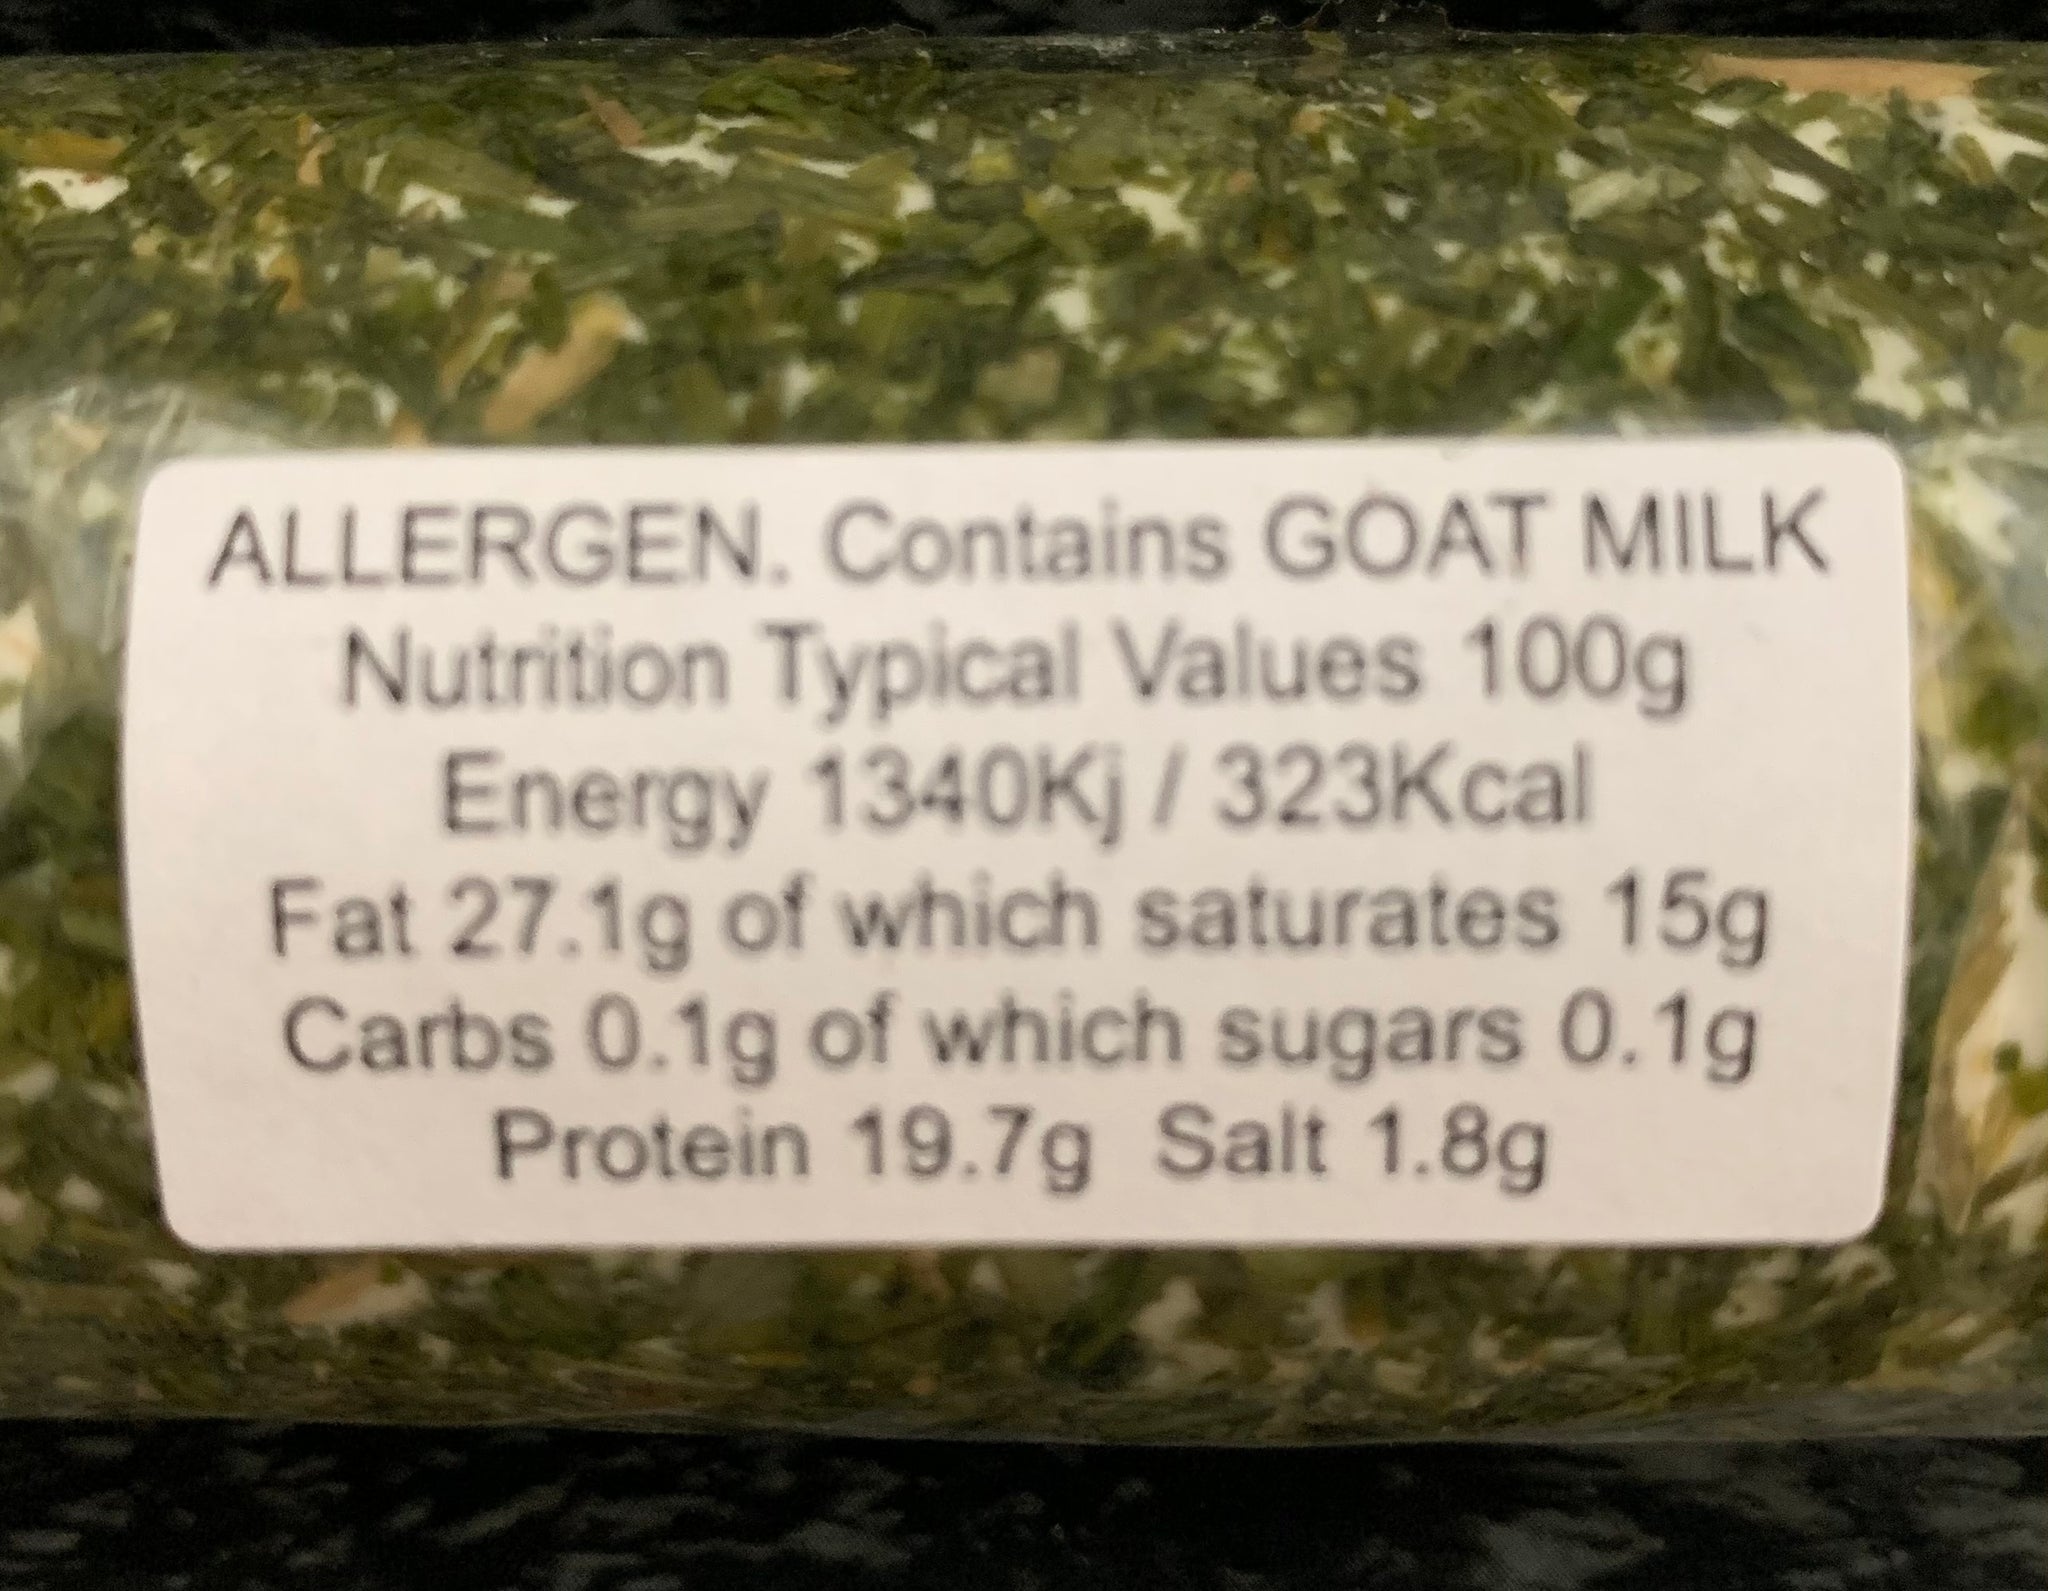 ALLERGEN. Contains GOAT MILK
Nutrition Typical Values 100g
Energy 1340Kj / 323Kcal
Fat 27.1g of which saturates 15g
Carbs 0.1g of which sugars 0.1g
Protein 19.7g Salt 1.8g